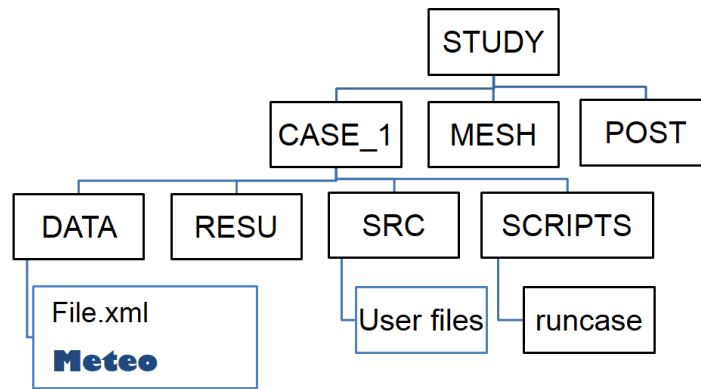 STUDY
CASE_1
MESH
POST
DATA
RESU
SRC
SCRIPTS
File.xml
Meteo
User files
runcase